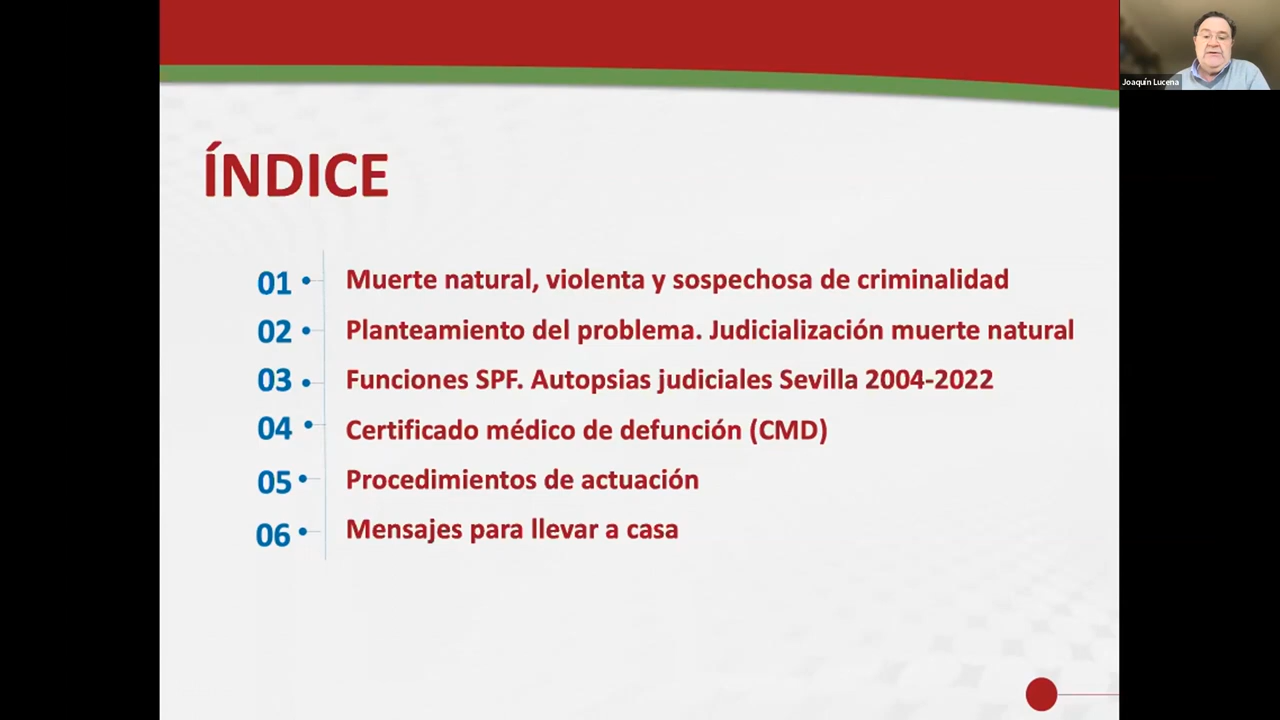 Joaquín Lucena
ÍNDICE
01 Muerte natural, violenta y sospechosa de criminalidad
02 Planteamiento del problema. Judicialización muerte natural
03 Funciones SPF. Autopsias judiciales Sevilla 2004-2022
04 Certificado médico de defunción (CMD)
05 Procedimientos de actuación
06 Mensajes para llevar a casa